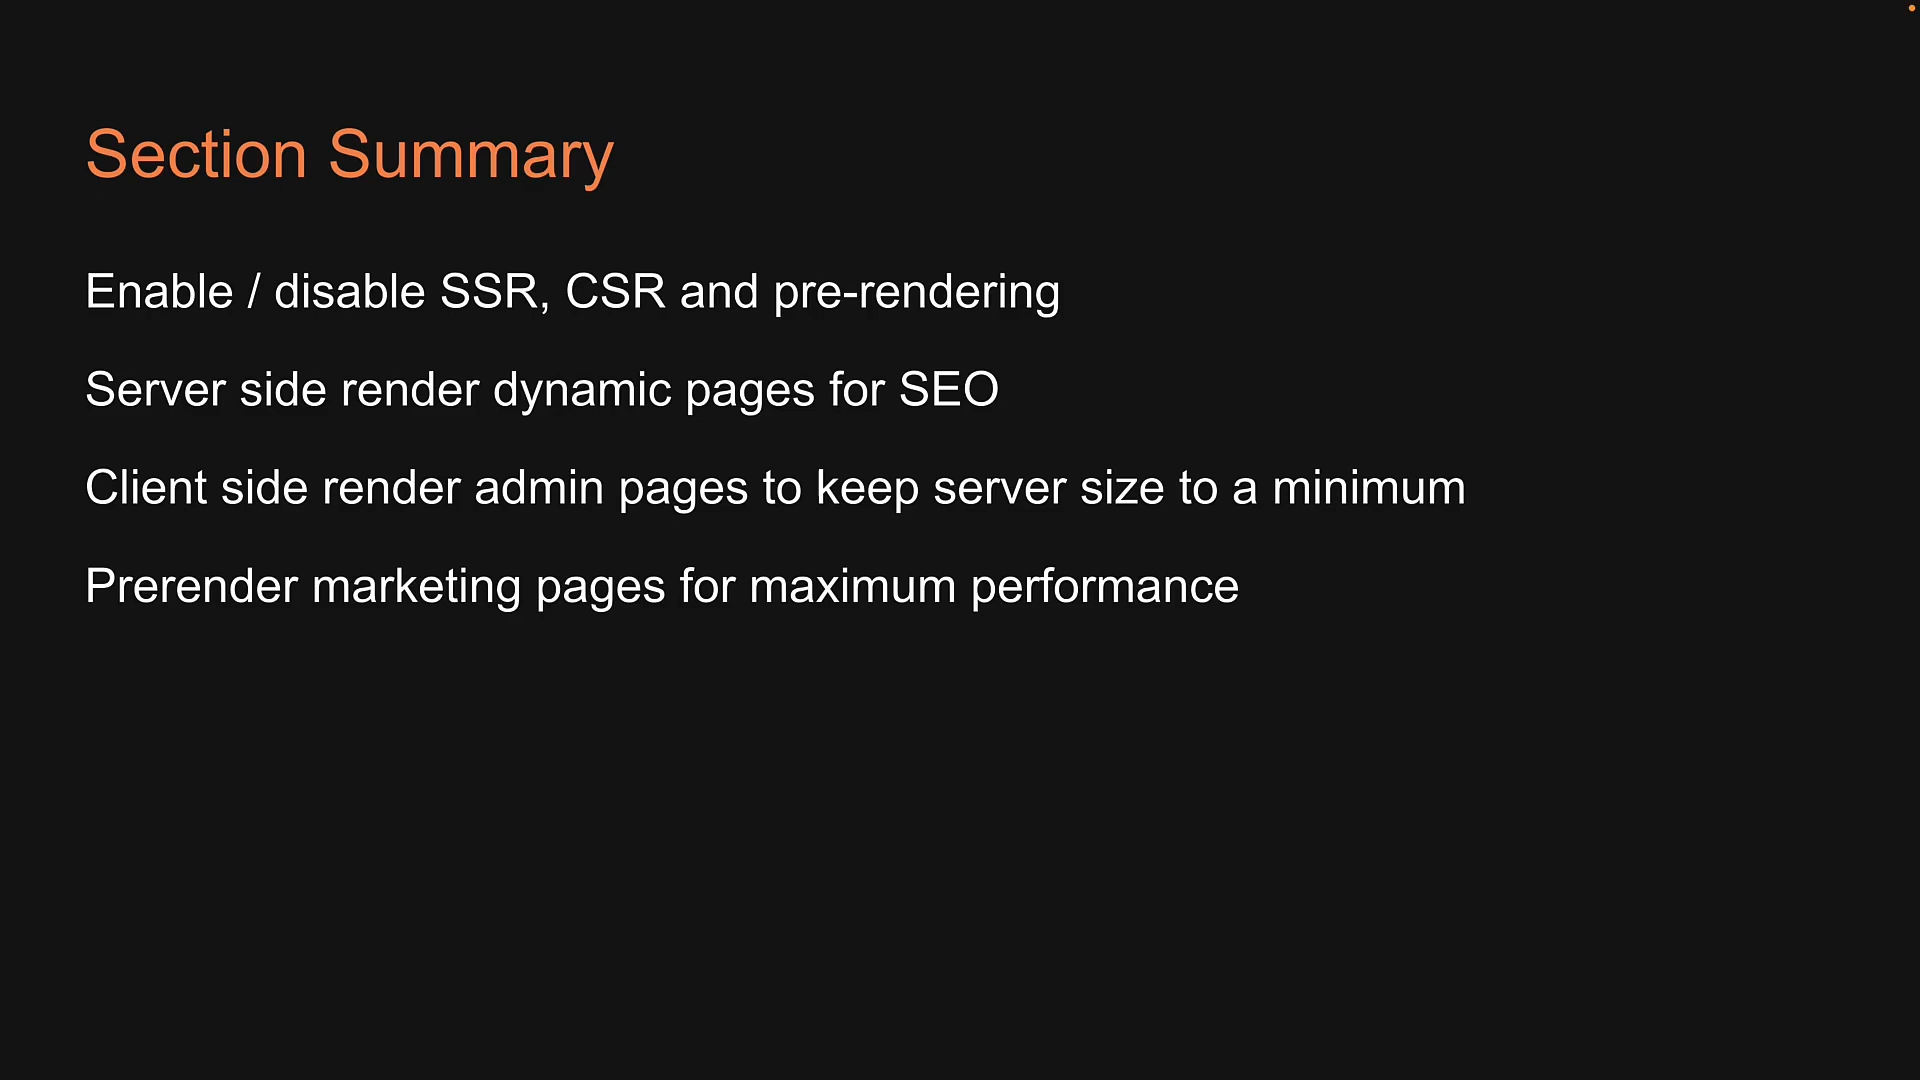 Section Summary
Enable / disable SSR, CSR and pre-rendering
Server side render dynamic pages for SEO
Client side render admin pages to keep server size to a minimum
Prerender marketing pages for maximum performance